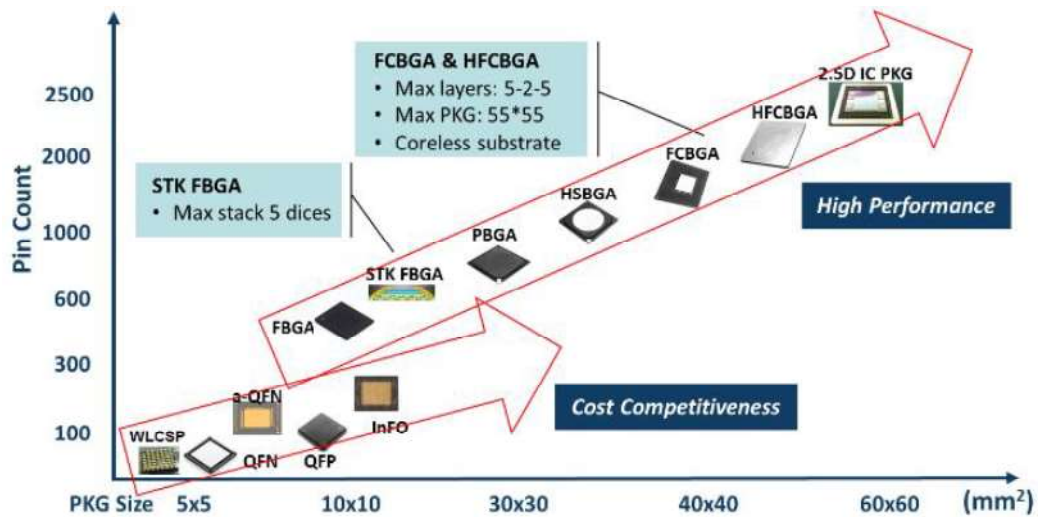 FCBGA & HFCBGA
• Max layers: 5-2-5
• Max PKG: 55*55
• Coreless substrate
STK FBGA
• Max stack 5 dices
2.5D IC PKG
HFCBGA
FCBGA
HSBGA
PBGA
STK FBGA
FBGA
High Performance
a-QFN
InFO
WLCSP
QFN
QFP
Cost Competitiveness
Pin Count
2500
2000
1000
600
300
100
PKG Size 5x5 10x10 30x30 40x40 60x60 (mm²)